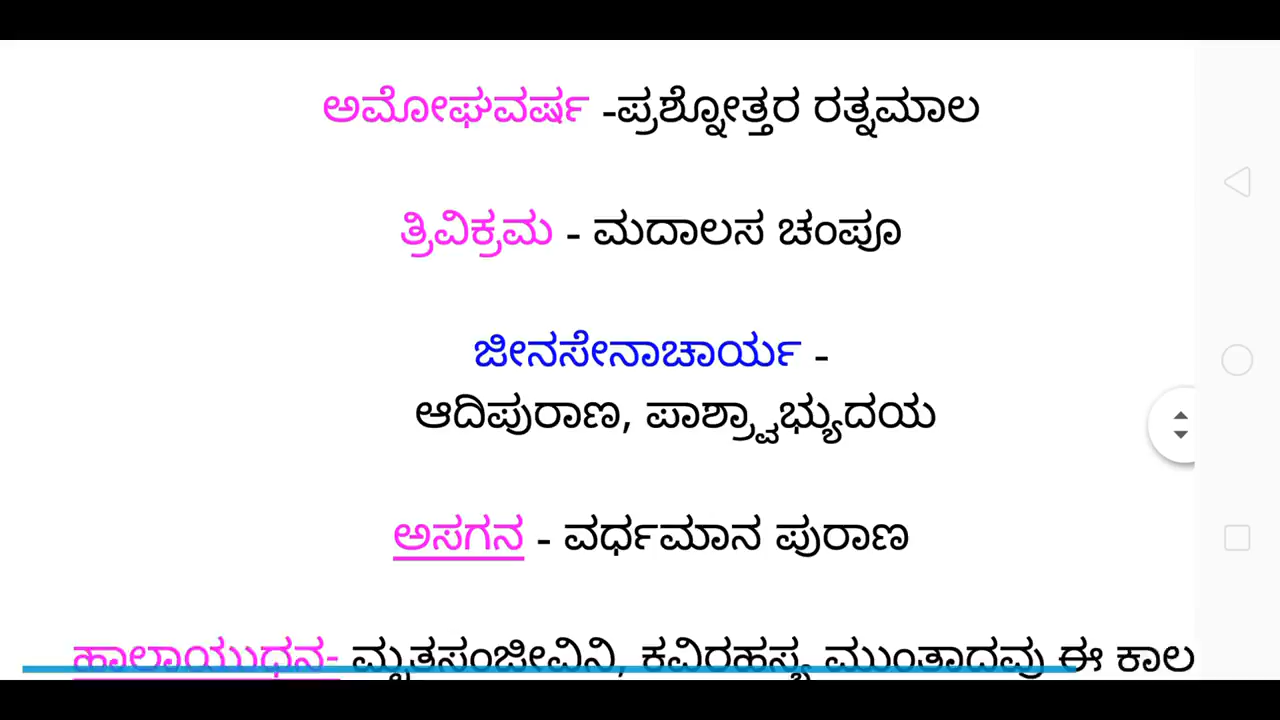 ಅಮೋಘವರ್ಷ -ಪ್ರಶ್ನೋತ್ತರ ರತ್ನಮಾಲ
ತ್ರಿವಿಕ್ರಮ - ಮದಾಲಸ ಚಂಪೂ
ಜೀನಸೇನಾಚಾರ್ಯ -
ಆದಿಪುರಾಣ, ಪಾರ್ಶ್ವಾಭ್ಯುದಯ
ಅಸಗನ - ವರ್ಧಮಾನ ಪುರಾಣ
ಹಾಲಾಯುಧನ- ಮೃತಸಂಜೀವಿನಿ, ಕವಿರಹಸ್ಯ ಮುಂತಾದವು ಈ ಕಾಲ